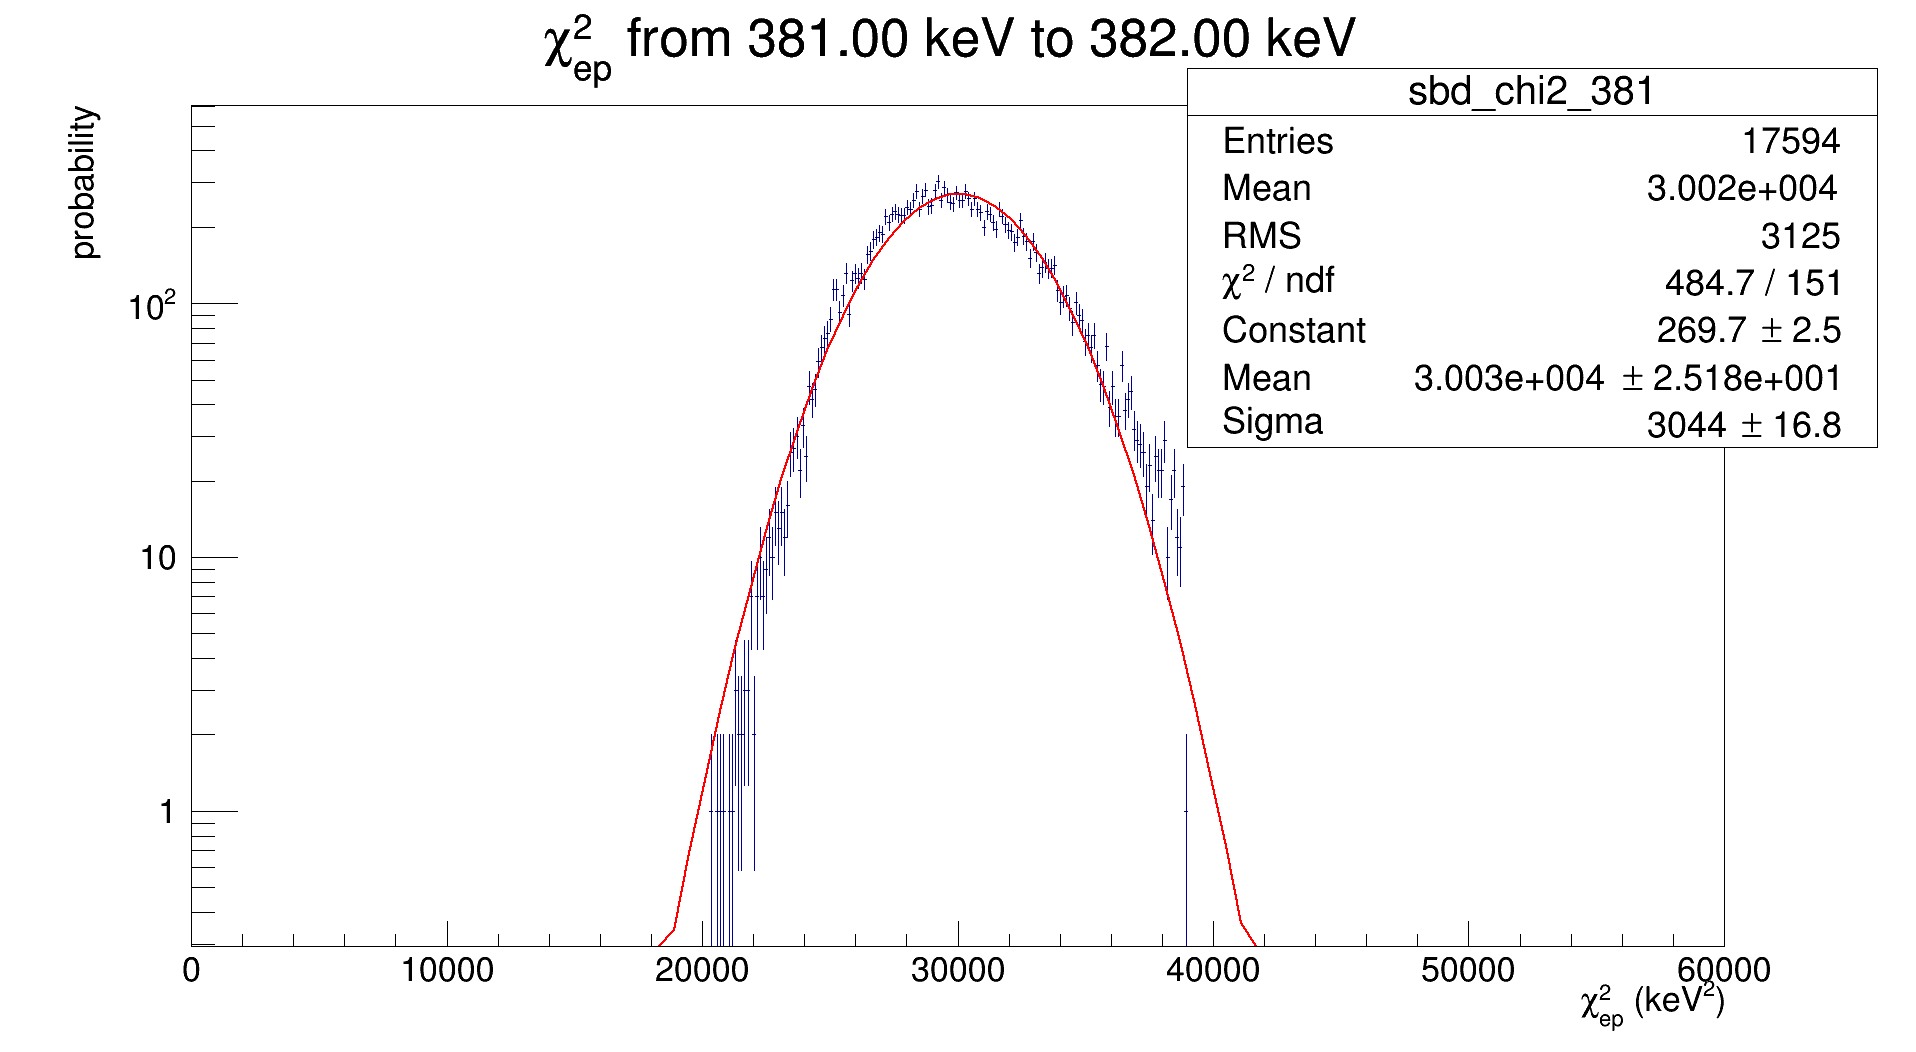 χ²ep from 381.00 keV to 382.00 keV
sbd_chi2_381
Entries 17594
Mean 3.002e+004
RMS 3125
χ² / ndf 484.7 / 151
Constant 269.7 ± 2.5
Mean 3.003e+004 ± 2.518e+001
Sigma 3044 ± 16.8
probability
10²
10
1
0 10000 20000 30000 40000 50000 60000
χ²ep (keV²)